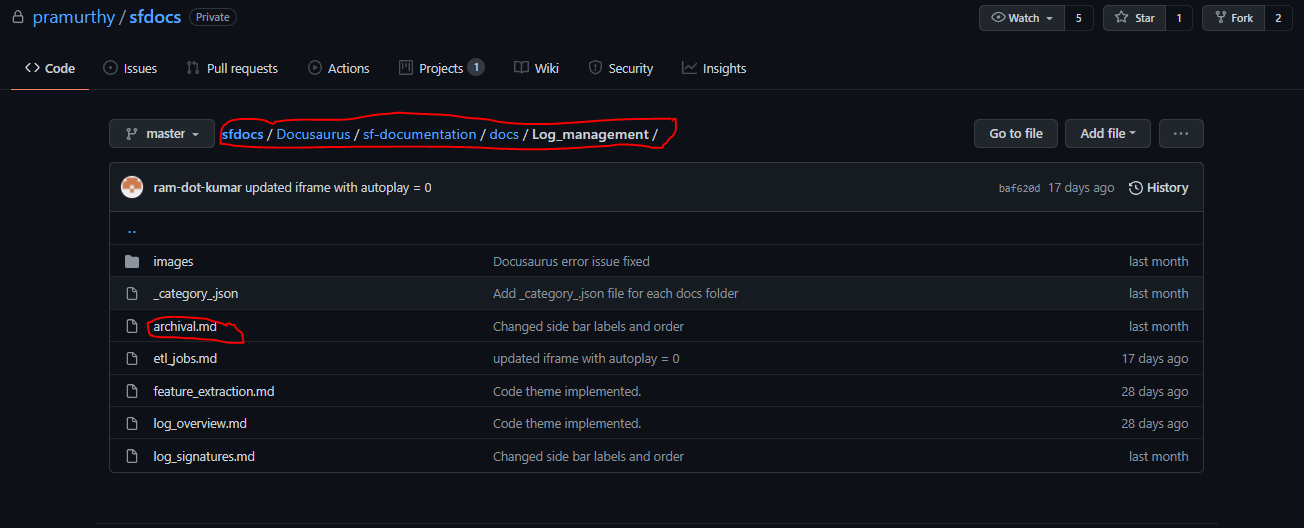 pramurthy / sfdocs Private Watch 5 Star 1 Fork 2
Code Issues Pull requests Actions Projects 1 Wiki Security Insights
master sfdocs / Docusaurus / sf-documentation / docs / Log_management / Go to file Add file ...
ram-dot-kumar updated iframe with autoplay = 0 baf620d 17 days ago History
..
images Docusaurus error issue fixed last month
_category_.json Add _category_.json file for each docs folder last month
archival.md Changed side bar labels and order last month
etl_jobs.md updated iframe with autoplay = 0 17 days ago
feature_extraction.md Code theme implemented. 28 days ago
log_overview.md Code theme implemented. 28 days ago
log_signatures.md Changed side bar labels and order last month